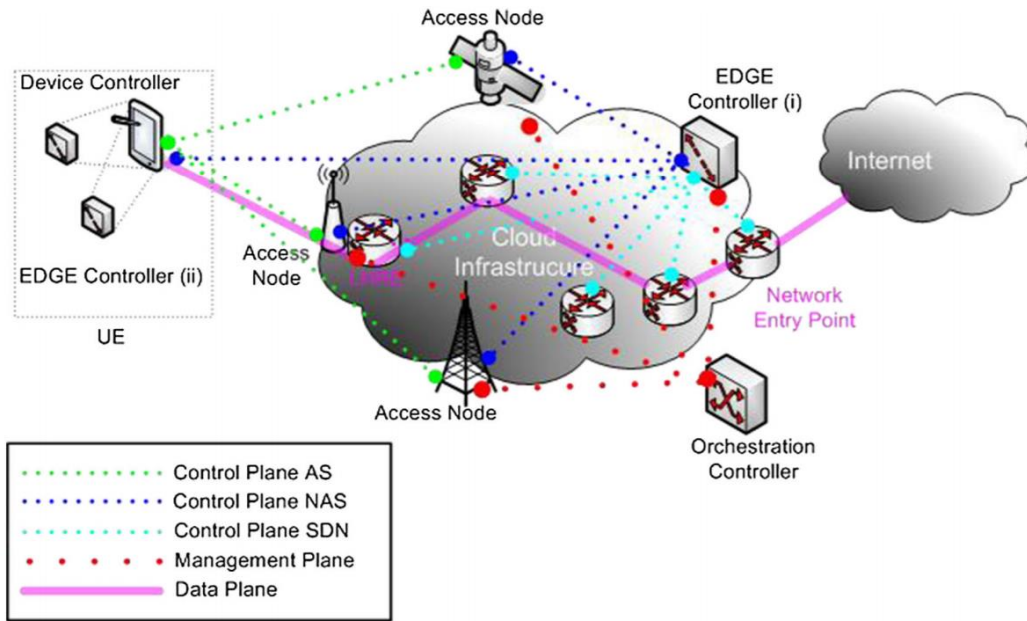 Access Node
Device Controller
EDGE
Controller (i)
Internet
Access
Node
Cloud
Infrastrucure
EDGE Controller (ii)
Network
Entry Point
UE
Access Node
Orchestration
Controller
Control Plane AS
Control Plane NAS
Control Plane SDN
Management Plane
Data Plane